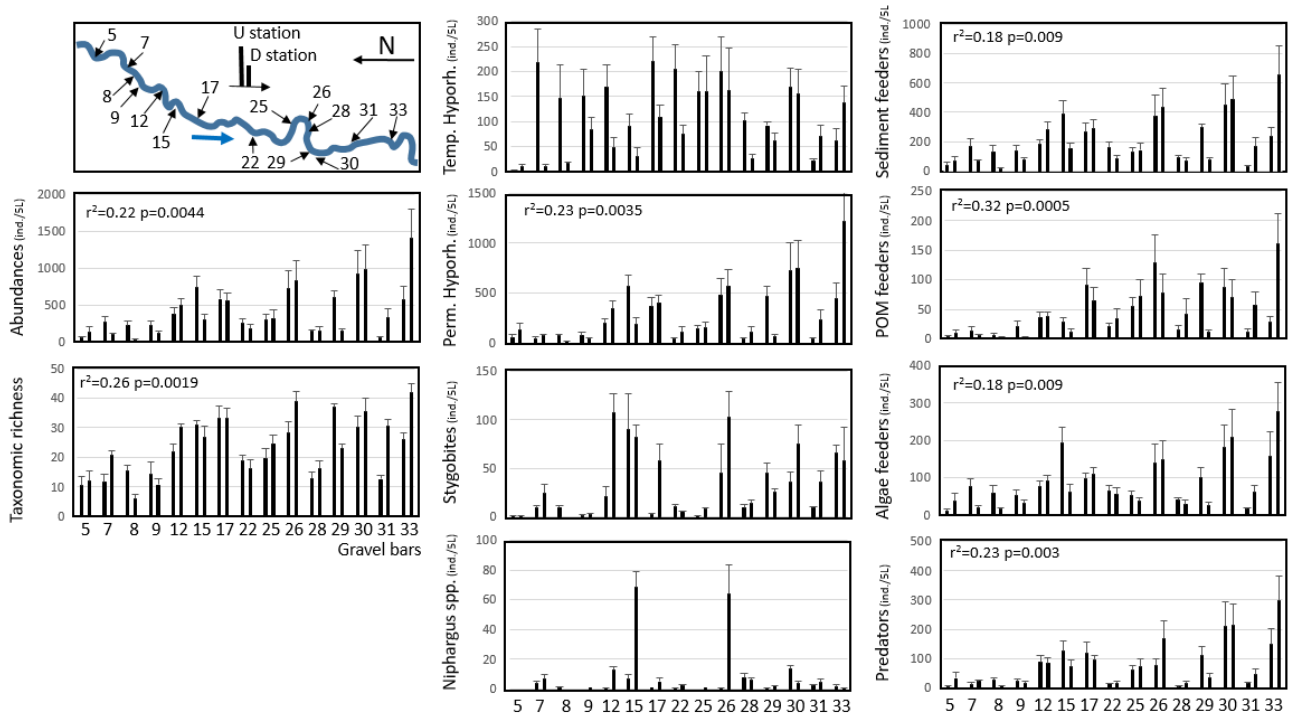 U station
D station
N
5
7
8
9
12
15
17
22
25
26
28
29
30
31
33
Abundances (ind./5L)
2000
1500
1000
500
0
r²=0.22 p=0.0044
Taxonomic richness
50
40
30
20
10
0
r²=0.26 p=0.0019
5 7 8 9 12 15 17 22 25 26 28 29 30 31 33
Gravel bars
Temp. Hyporh. (ind./5L)
300
250
200
150
100
50
0
Perm. Hyporh. (ind./5L)
1500
1000
500
0
r²=0.23 p=0.0035
Stygobites (ind./5L)
150
100
50
0
Niphargus spp. (ind./5L)
100
80
60
40
20
0
5 7 8 9 12 15 17 22 25 26 28 29 30 31 33
Sediment feeders (ind./5L
1000
800
600
400
200
0
r²=0.18 p=0.009
POM feeders (ind./5L)
250
200
150
100
50
0
r²=0.32 p=0.0005
Algae feeders (ind./5L)
400
300
200
100
0
r²=0.18 p=0.009
Predators (ind./5L)
500
400
300
200
100
0
r²=0.23 p=0.003
5 7 8 9 12 15 17 22 25 26 28 29 30 31 33